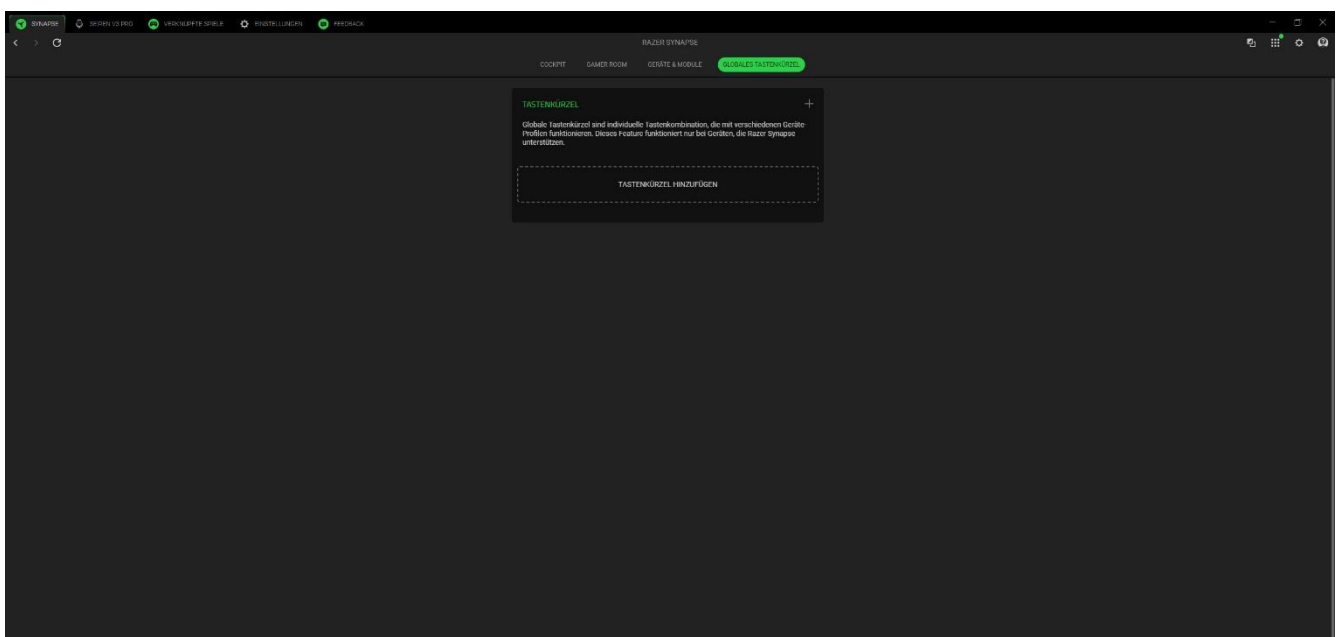 SYNAPSE
SEIREN V3 PRO
VERKNÜPFTE SPIELE
EINSTELLUNGEN
FEEDBACK
RAZER SYNAPSE
COCKPIT
GAMER ROOM
GERÄTE & MODULE
GLOBALES TASTENKÜRZEL
TASTENKÜRZEL
Globale Tastenkürzel sind individuelle Tastenkombination, die mit verschiedenen Geräte-
Profilen funktionieren. Dieses Feature funktioniert nur bei Geräten, die Razer Synapse
unterstützen.
TASTENKÜRZEL HINZUFÜGEN